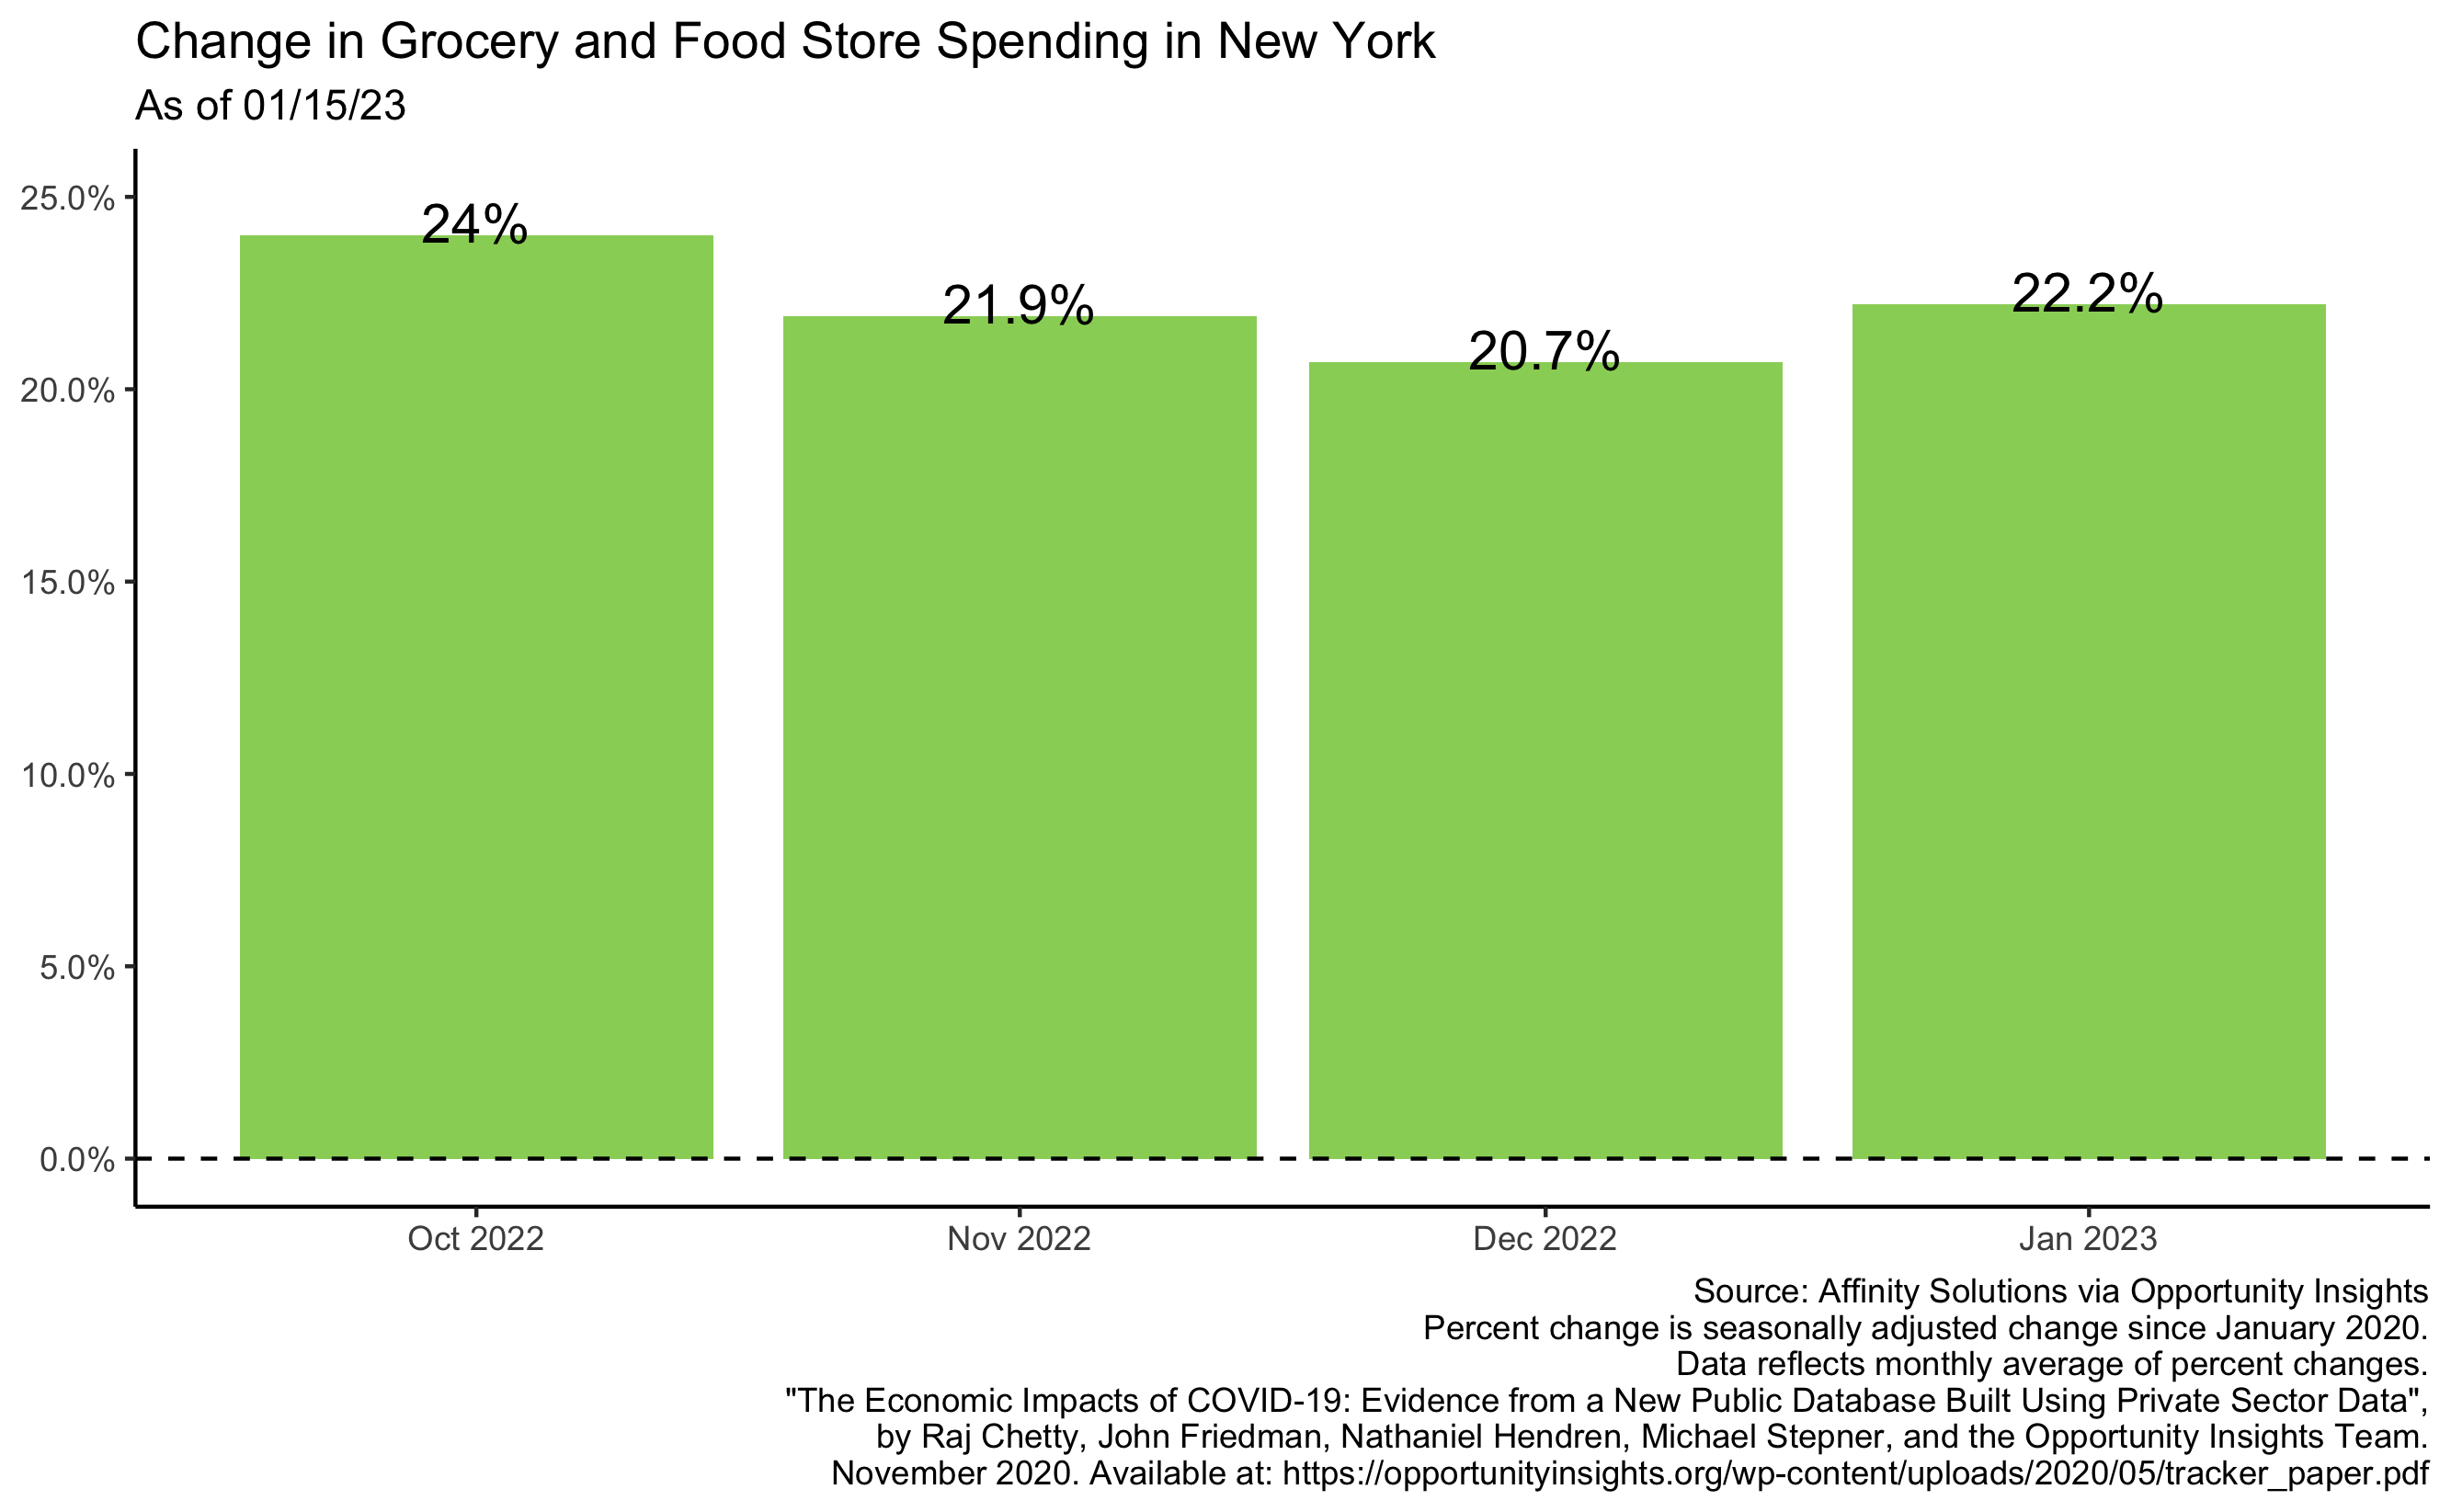 Change in Grocery and Food Store Spending in New York
As of 01/15/23
25.0%
20.0%
15.0%
10.0%
5.0%
0.0%
24%
21.9%
20.7%
22.2%
Oct 2022
Nov 2022
Dec 2022
Jan 2023
Source: Affinity Solutions via Opportunity Insights
Percent change is seasonally adjusted change since January 2020.
Data reflects monthly average of percent changes.
"The Economic Impacts of COVID-19: Evidence from a New Public Database Built Using Private Sector Data",
by Raj Chetty, John Friedman, Nathaniel Hendren, Michael Stepner, and the Opportunity Insights Team.
November 2020. Available at: https://opportunityinsights.org/wp-content/uploads/2020/05/tracker_paper.pdf